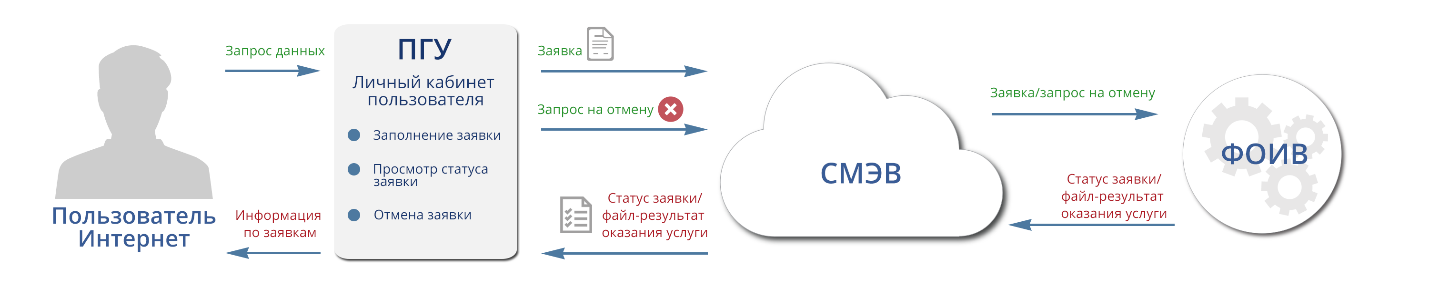 Запрос данных
ПГУ
Личный кабинет
пользователя
Заполнение заявки
Просмотр статуса
заявки
Отмена заявки
Пользователь
Интернет
Информация
по заявкам
Заявка
Запрос на отмену
Статус заявки/
файл-результат
оказания услуги
СМЭВ
Заявка/запрос на отмену
ФОИВ
Статус заявки/
файл-результат
оказания услуги